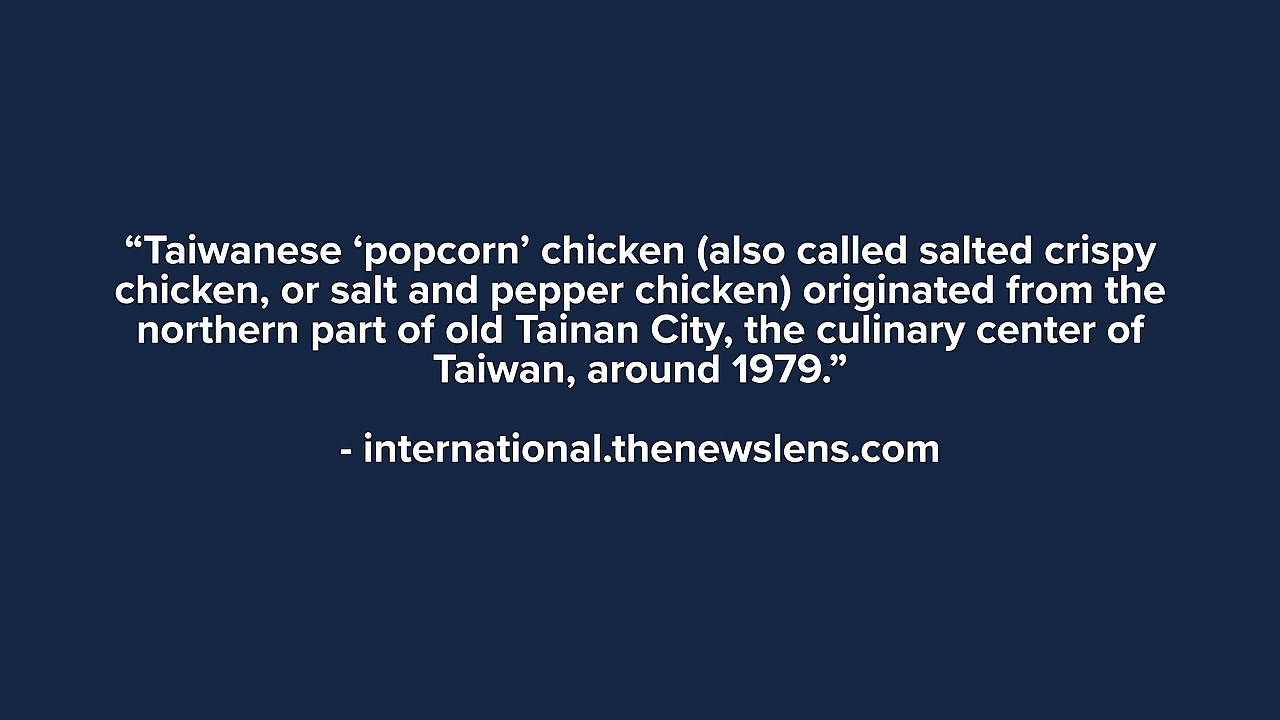 “Taiwanese ‘popcorn’ chicken (also called salted crispy
chicken, or salt and pepper chicken) originated from the
northern part of old Tainan City, the culinary center of
Taiwan, around 1979.”
- international.thenewslens.com